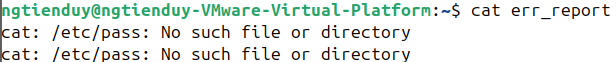 ngtienduy@ngtienduy-VMware-Virtual-Platform:~$ cat err_report
cat: /etc/pass: No such file or directory
cat: /etc/pass: No such file or directory